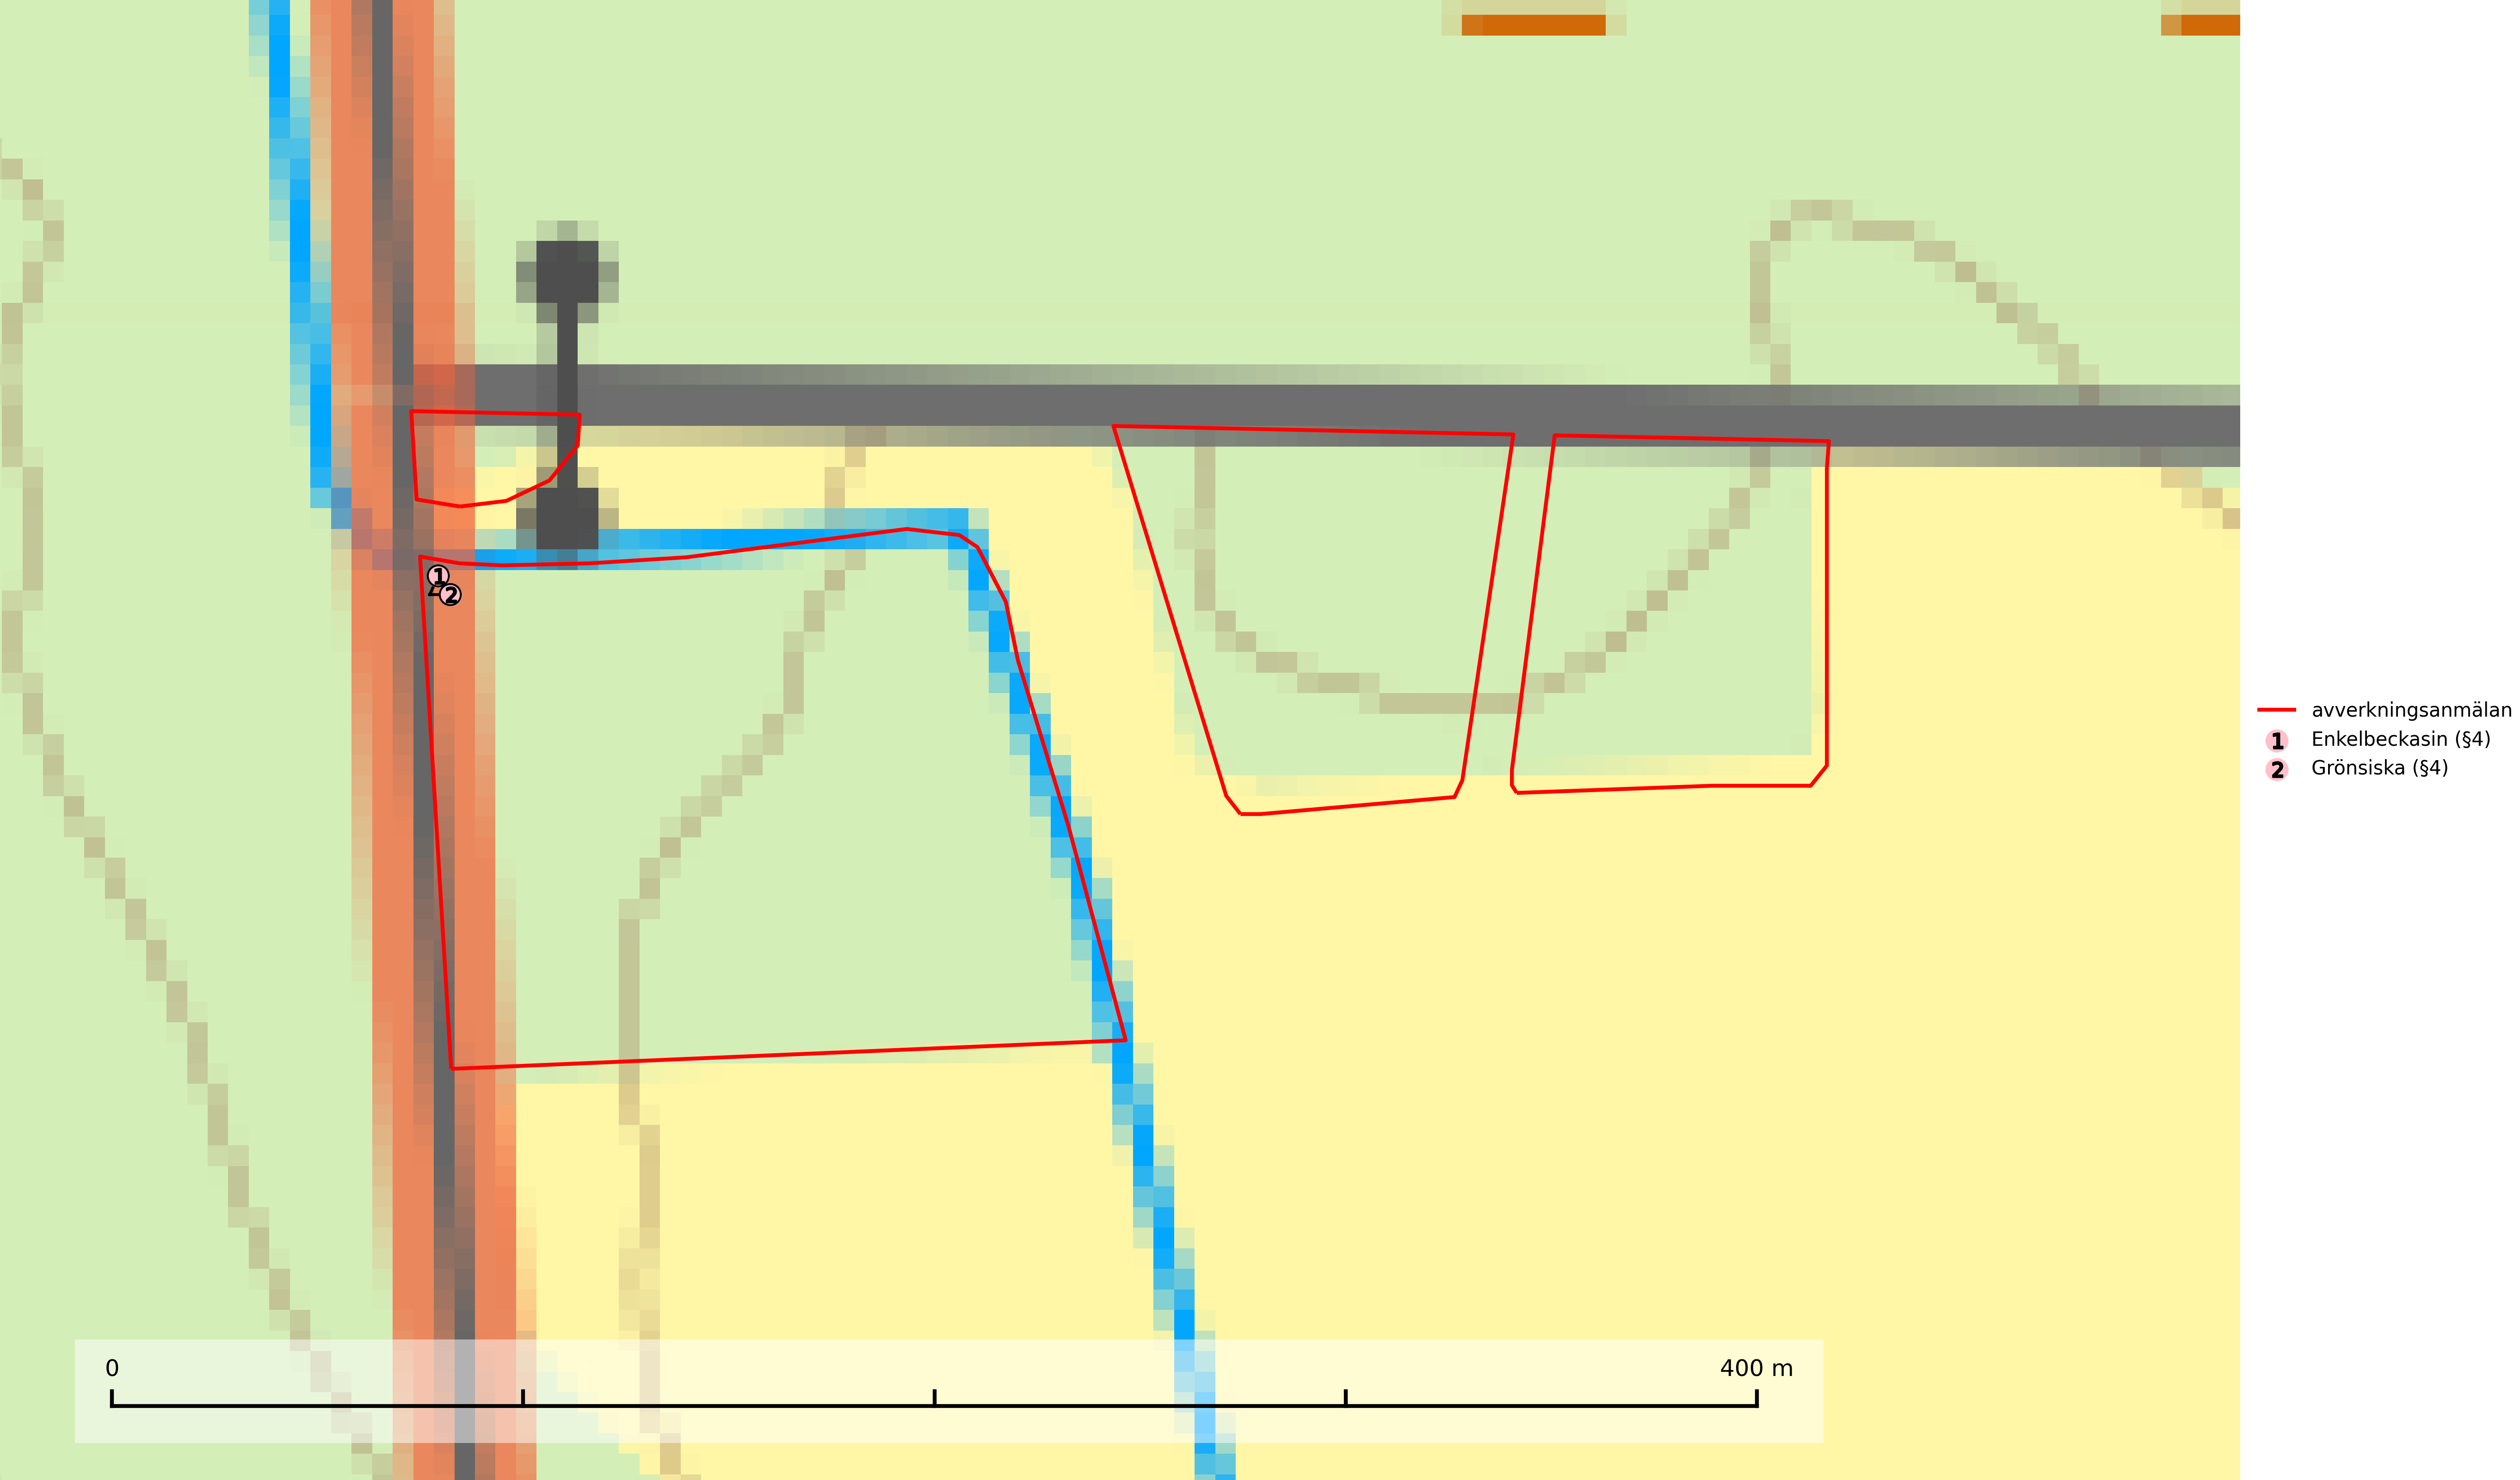 1
2
avverkningsanmälan
1 Enkelbeckasin (§4)
2 Grönsiska (§4)
0 400 m